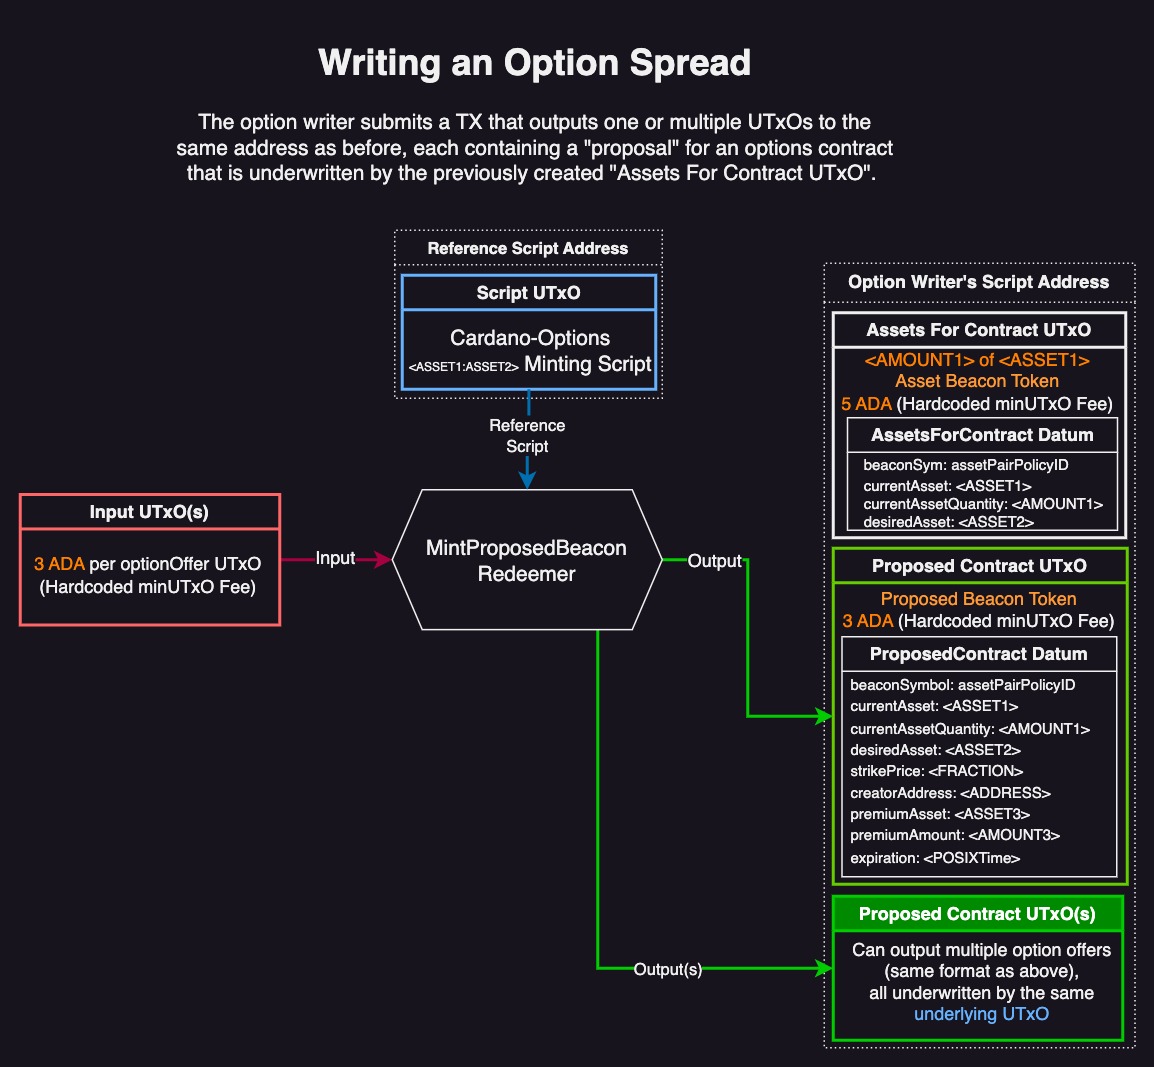 Writing an Option Spread
The option writer submits a TX that outputs one or multiple UTxOs to the
same address as before, each containing a "proposal" for an options contract
that is underwritten by the previously created "Assets For Contract UTxO".
Reference Script Address
Script UTxO
Cardano-Options
<ASSET1:ASSET2> Minting Script
Reference
Script
Input UTxO(s)
3 ADA per optionOffer UTxO
(Hardcoded minUTxO Fee)
Input
MintProposedBeacon
Redeemer
Output
Output(s)
Option Writer's Script Address
Assets For Contract UTxO
<AMOUNT1> of <ASSET1>
Asset Beacon Token
5 ADA (Hardcoded minUTxO Fee)
AssetsForContract Datum
beaconSym: assetPairPolicyID
currentAsset: <ASSET1>
currentAssetQuantity: <AMOUNT1>
desiredAsset: <ASSET2>
Proposed Contract UTxO
Proposed Beacon Token
3 ADA (Hardcoded minUTxO Fee)
ProposedContract Datum
beaconSymbol: assetPairPolicyID
currentAsset: <ASSET1>
currentAssetQuantity: <AMOUNT1>
desiredAsset: <ASSET2>
strikePrice: <FRACTION>
creatorAddress: <ADDRESS>
premiumAsset: <ASSET3>
premiumAmount: <AMOUNT3>
expiration: <POSIXTime>
Proposed Contract UTxO(s)
Can output multiple option offers
(same format as above),
all underwritten by the same
underlying UTxO